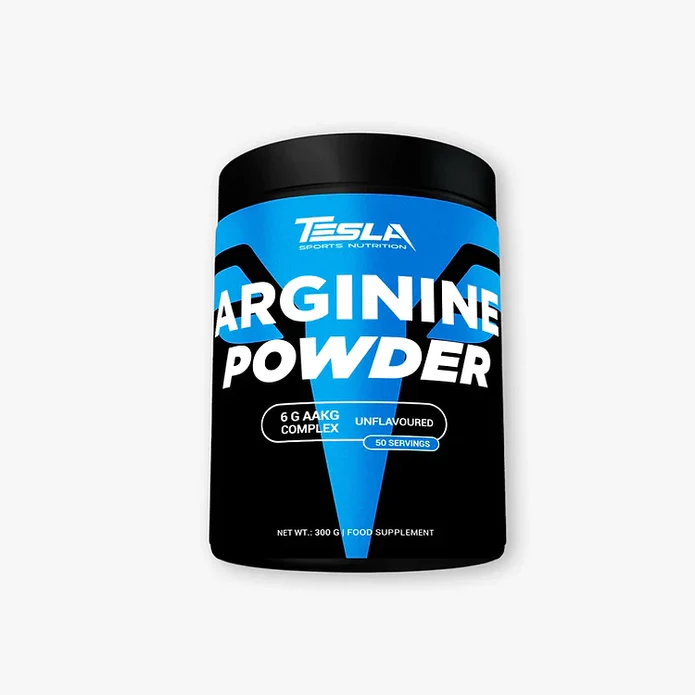 TESLA
SPORTS NUTRITION
ARGININE
POWDER
6 G AAKG
COMPLEX
UNFLAVOURED
50 SERVINGS
NET WT.: 300 G | FOOD SUPPLEMENT